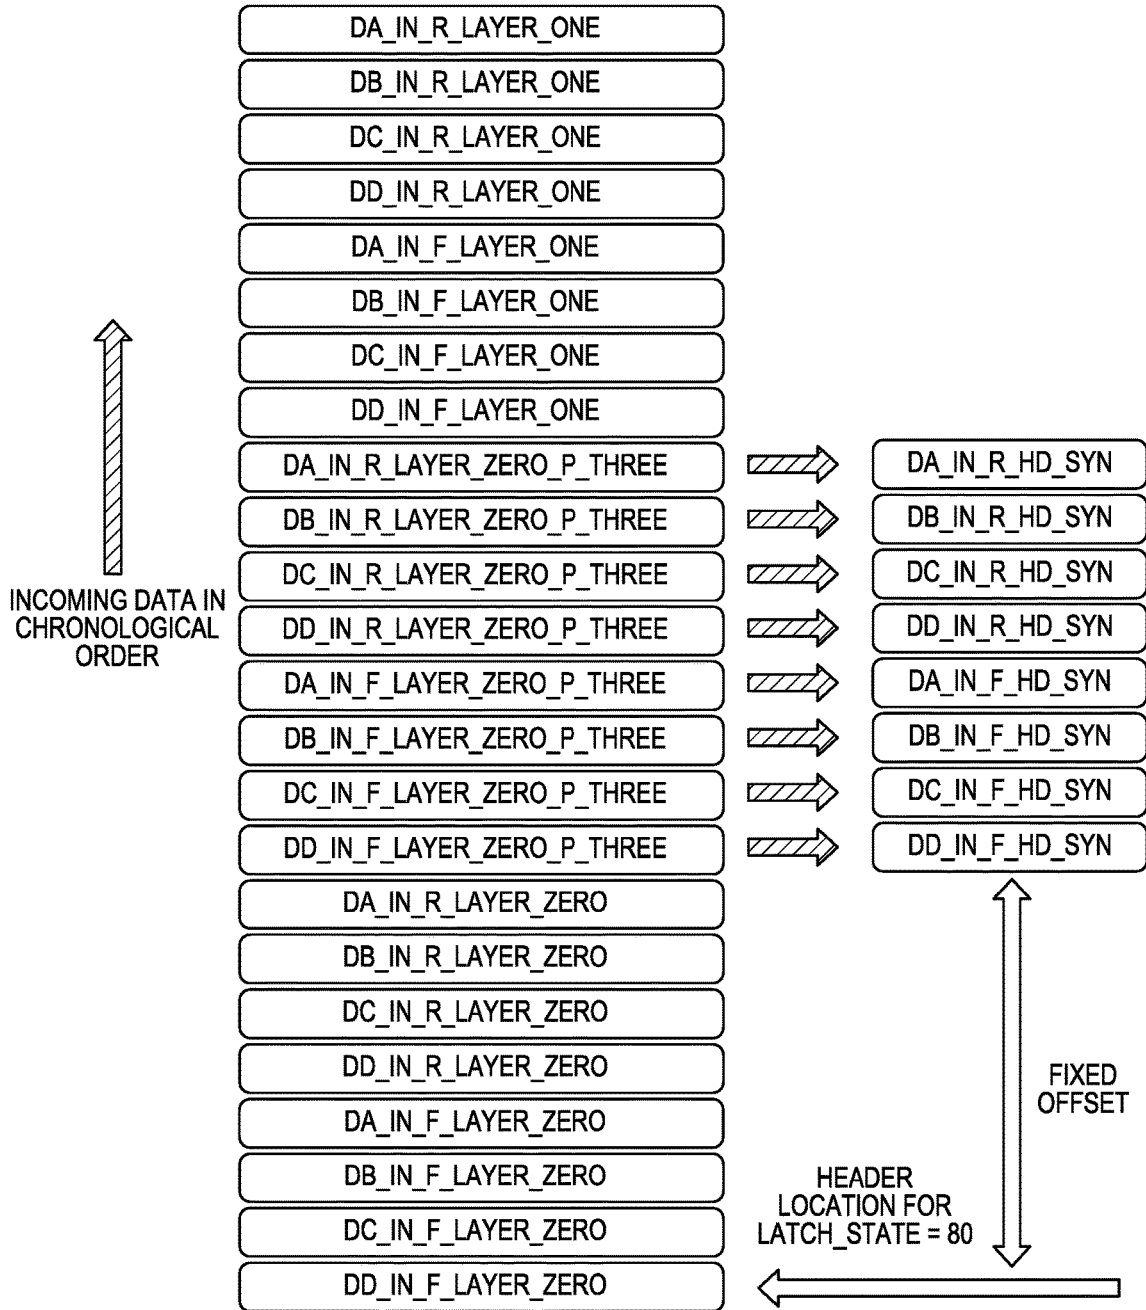 DA_IN_R_LAYER_ONE
DB_IN_R_LAYER_ONE
DC_IN_R_LAYER_ONE
DD_IN_R_LAYER_ONE
DA_IN_F_LAYER_ONE
DB_IN_F_LAYER_ONE
DC_IN_F_LAYER_ONE
DD_IN_F_LAYER_ONE
DA_IN_R_LAYER_ZERO_P_THREE
DB_IN_R_LAYER_ZERO_P_THREE
DC_IN_R_LAYER_ZERO_P_THREE
DD_IN_R_LAYER_ZERO_P_THREE
DA_IN_F_LAYER_ZERO_P_THREE
DB_IN_F_LAYER_ZERO_P_THREE
DC_IN_F_LAYER_ZERO_P_THREE
DD_IN_F_LAYER_ZERO_P_THREE
DA_IN_R_LAYER_ZERO
DB_IN_R_LAYER_ZERO
DC_IN_R_LAYER_ZERO
DD_IN_R_LAYER_ZERO
DA_IN_F_LAYER_ZERO
DB_IN_F_LAYER_ZERO
DC_IN_F_LAYER_ZERO
DD_IN_F_LAYER_ZERO
INCOMING DATA IN
CHRONOLOGICAL
ORDER
DA_IN_R_HD_SYN
DB_IN_R_HD_SYN
DC_IN_R_HD_SYN
DD_IN_R_HD_SYN
DA_IN_F_HD_SYN
DB_IN_F_HD_SYN
DC_IN_F_HD_SYN
DD_IN_F_HD_SYN
FIXED
OFFSET
HEADER
LOCATION FOR
LATCH_STATE = 80